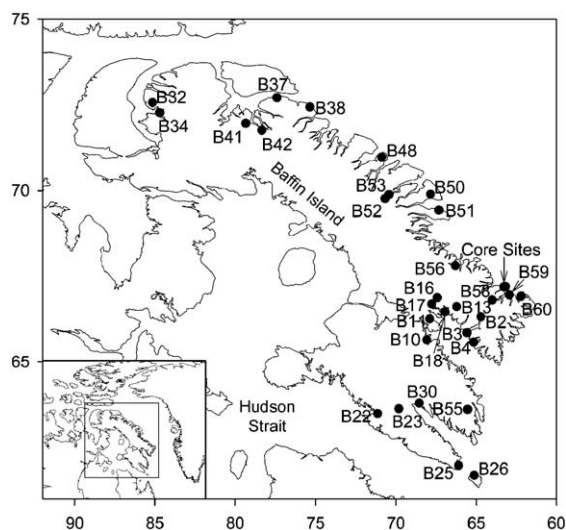 75
B37
B32
B38
B34
B41
B42
B48
Baffin Island
70
B53
B50
B52
B51
Core Sites
B56
B59
B16
B58
B17
B13
B60
B11
B2
B10
B3
B4
B18
65
Hudson
Strait
B30
B22
B23
B55
B25
B26
90
85
80
75
70
65
60